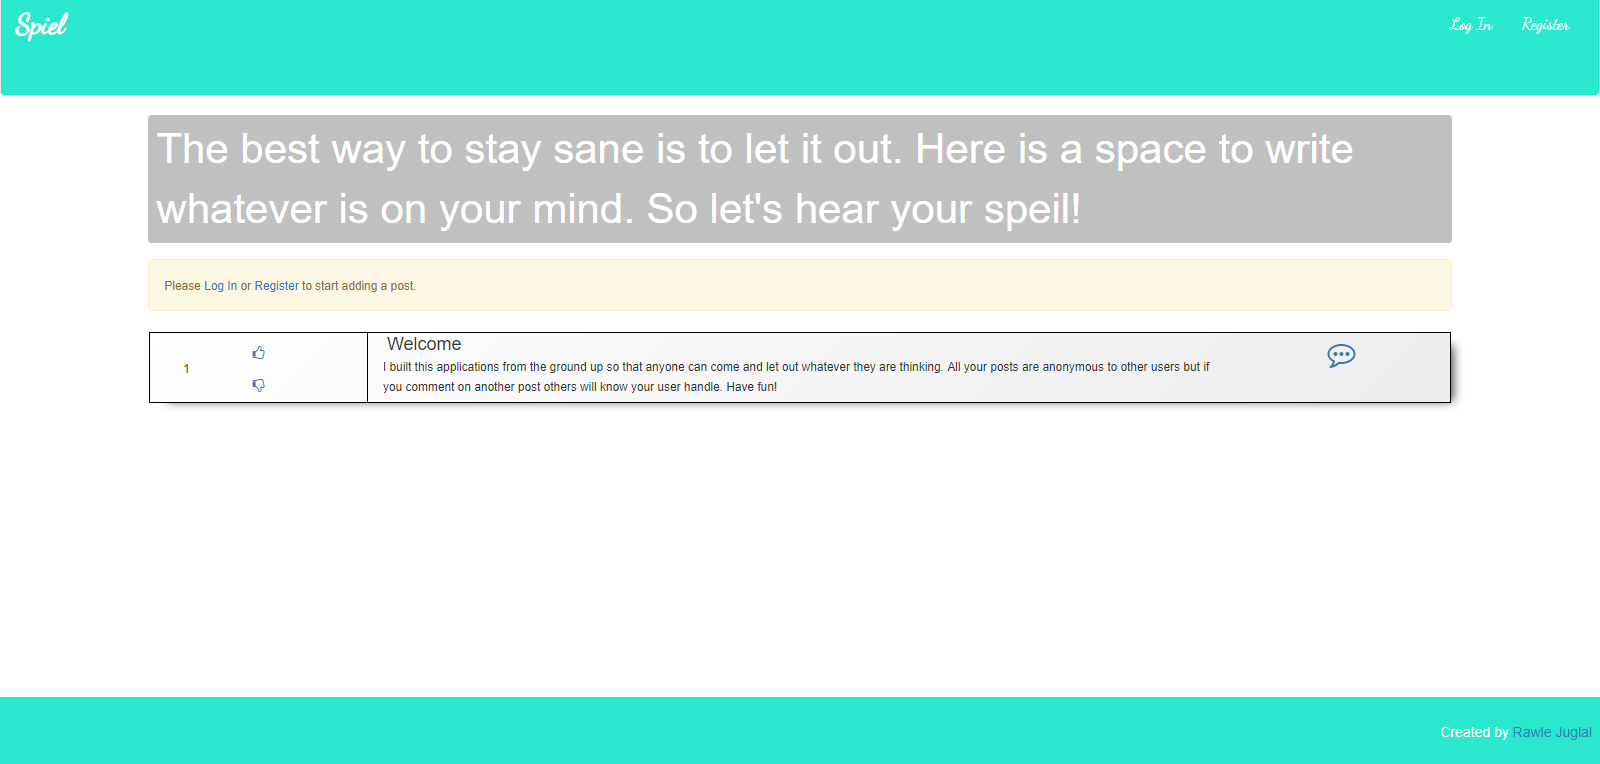 Spiel
Log In
Register
The best way to stay sane is to let it out. Here is a space to write
whatever is on your mind. So let's hear your speil!
Please Log In or Register to start adding a post.
1
Welcome
I built this applications from the ground up so that anyone can come and let out whatever they are thinking. All your posts are anonymous to other users but if
you comment on another post others will know your user handle. Have fun!
Created by Rawle Juglal